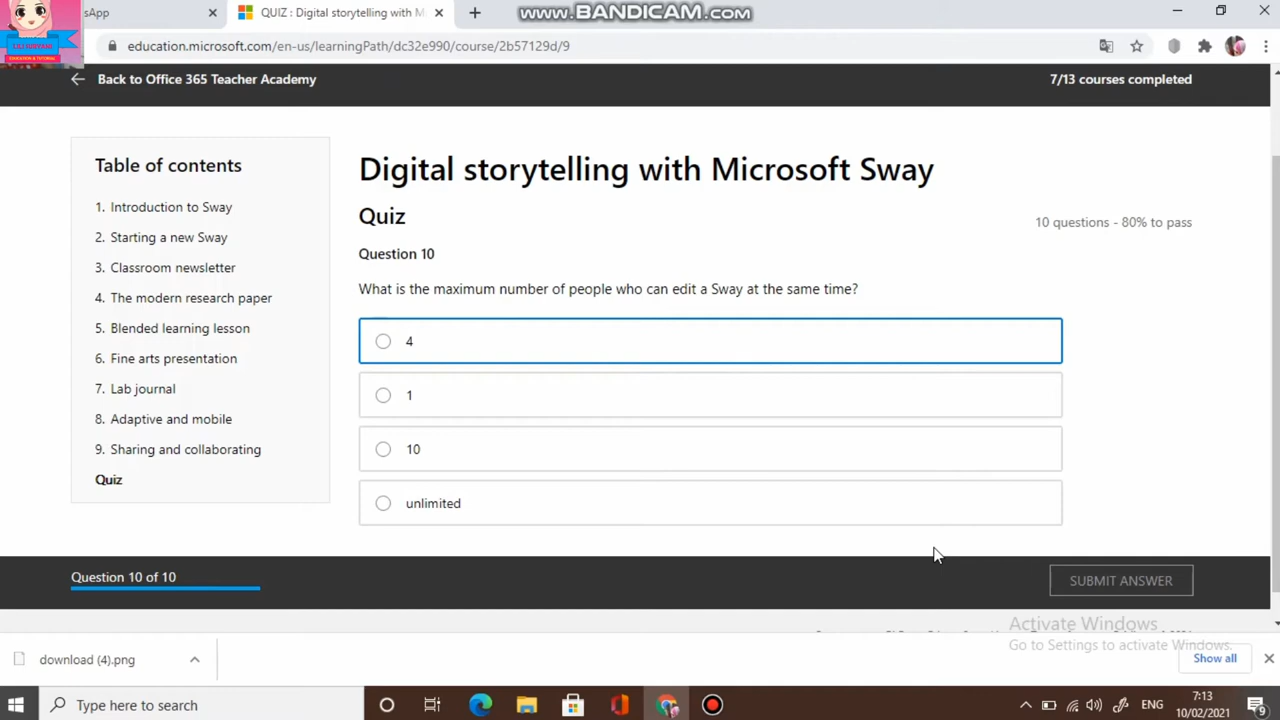 sApp
QUIZ : Digital storytelling with M
www.BANDICAM.com
education.microsoft.com/en-us/learningPath/dc32e990/course/2b57129d/9
Back to Office 365 Teacher Academy
7/13 courses completed
Table of contents
1. Introduction to Sway
2. Starting a new Sway
3. Classroom newsletter
4. The modern research paper
5. Blended learning lesson
6. Fine arts presentation
7. Lab journal
8. Adaptive and mobile
9. Sharing and collaborating
Quiz
Digital storytelling with Microsoft Sway
Quiz
10 questions - 80% to pass
Question 10
What is the maximum number of people who can edit a Sway at the same time?
4
1
10
unlimited
Question 10 of 10
SUBMIT ANSWER
Activate Windows
Go to Settings to activate Windows.
download (4).png
Show all
Type here to search
ENG
7:13
10/02/2021
9